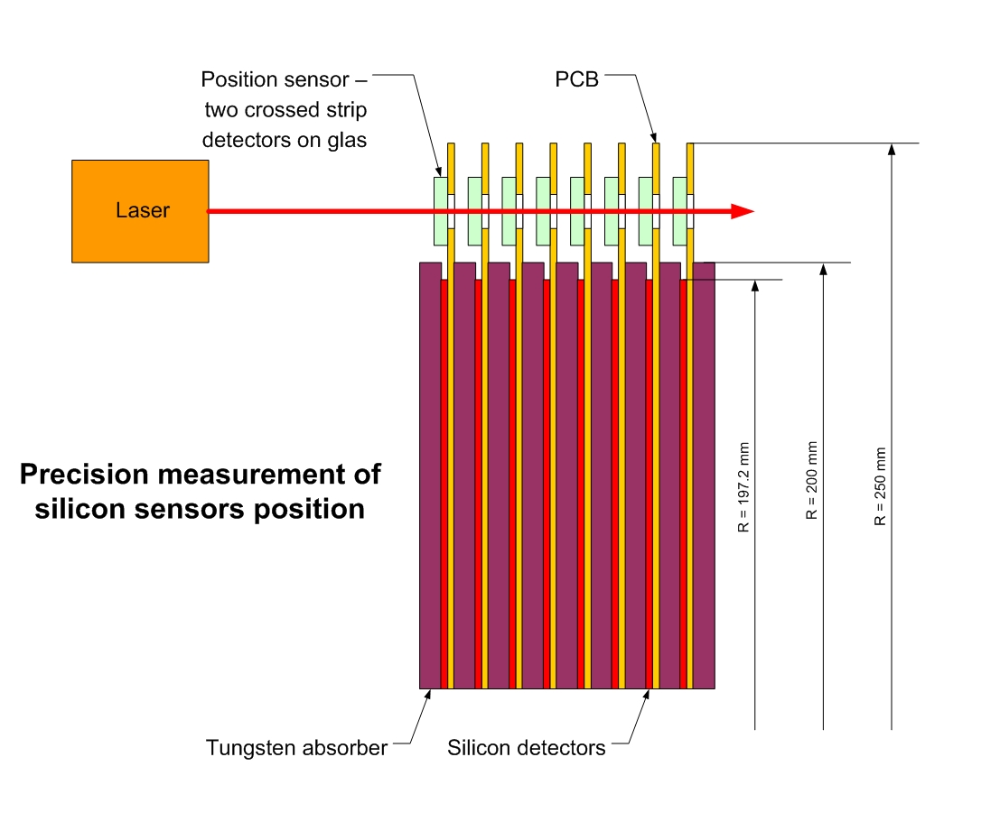 Position sensor –
two crossed strip
detectors on glas
PCB
Laser
Precision measurement of
silicon sensors position
R = 197.2 mm
R = 200 mm
R = 250 mm
Tungsten absorber
Silicon detectors